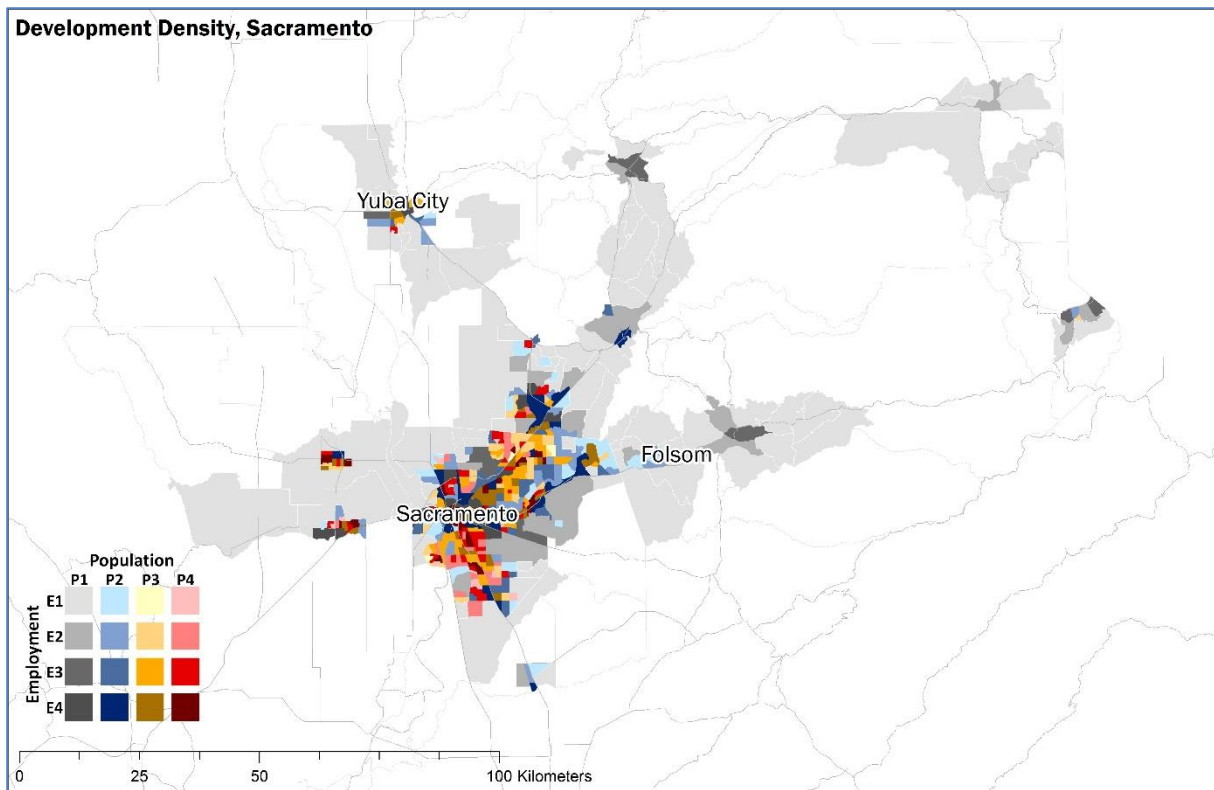 Development Density, Sacramento
Yuba City
Folsom
Sacramento
Population
P1 P2 P3 P4
Employment
E1
E2
E3
E4
0 25 50 100 Kilometers